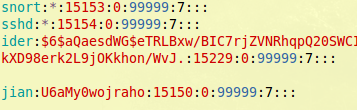 snort:*:15153:0:99999:7:::
sshd:*:15154:0:99999:7:::
ider:$6$aQaesdWG$eTRLBxw/BIC7rjZVNRhqpQ20SWCI
kXD98erk2L9jOKkhon/WvJ.:15229:0:99999:7:::
jian:U6aMy0wojraho:15150:0:99999:7:::